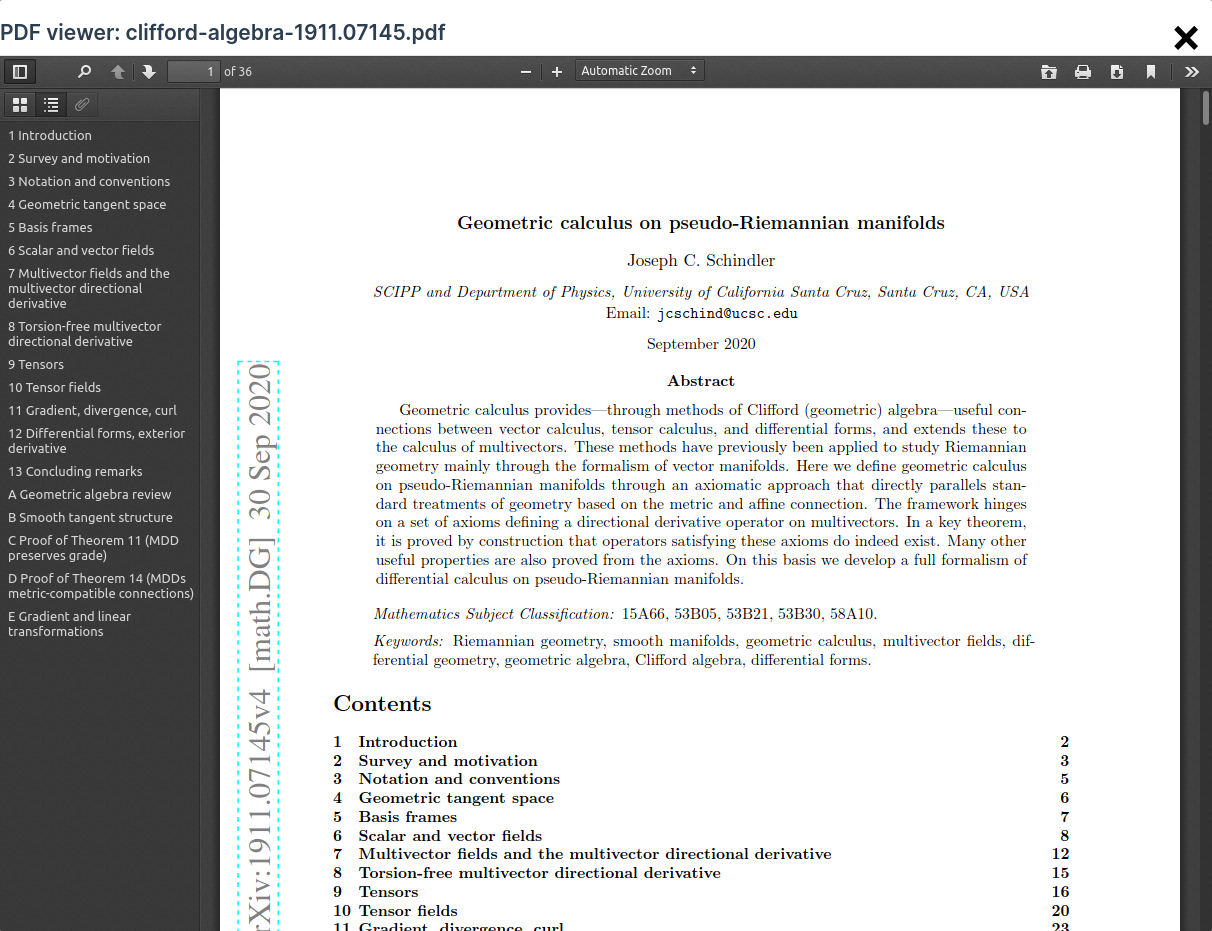 PDF viewer: clifford-algebra-1911.07145.pdf
1 of 36
Automatic Zoom
1 Introduction
2 Survey and motivation
3 Notation and conventions
4 Geometric tangent space
5 Basis frames
6 Scalar and vector fields
7 Multivector fields and the
multivector directional
derivative
8 Torsion-free multivector
directional derivative
9 Tensors
10 Tensor fields
11 Gradient, divergence, curl
12 Differential forms, exterior
derivative
13 Concluding remarks
A Geometric algebra review
B Smooth tangent structure
C Proof of Theorem 11 (MDD
preserves grade)
D Proof of Theorem 14 (MDDs
metric-compatible connections)
E Gradient and linear
transformations
rXiv:1911.07145v4 [math.DG] 30 Sep 2020
Geometric calculus on pseudo-Riemannian manifolds
Joseph C. Schindler
SCIPP and Department of Physics, University of California Santa Cruz, Santa Cruz, CA, USA
Email: jcschind@ucsc.edu
September 2020
Abstract
Geometric calculus provides—through methods of Clifford (geometric) algebra—useful con-
nections between vector calculus, tensor calculus, and differential forms, and extends these to
the calculus of multivectors. These methods have previously been applied to study Riemannian
geometry mainly through the formalism of vector manifolds. Here we define geometric calculus
on pseudo-Riemannian manifolds through an axiomatic approach that directly parallels stan-
dard treatments of geometry based on the metric and affine connection. The framework hinges
on a set of axioms defining a directional derivative operator on multivectors. In a key theorem,
it is proved by construction that operators satisfying these axioms do indeed exist. Many other
useful properties are also proved from the axioms. On this basis we develop a full formalism of
differential calculus on pseudo-Riemannian manifolds.
Mathematics Subject Classification: 15A66, 53B05, 53B21, 53B30, 58A10.
Keywords: Riemannian geometry, smooth manifolds, geometric calculus, multivector fields, dif-
ferential geometry, geometric algebra, Clifford algebra, differential forms.
Contents
1 Introduction 2
2 Survey and motivation 3
3 Notation and conventions 5
4 Geometric tangent space 6
5 Basis frames 7
6 Scalar and vector fields 8
7 Multivector fields and the multivector directional derivative 12
8 Torsion-free multivector directional derivative 15
9 Tensors 16
10 Tensor fields 20
11 Gradient, divergence, curl 23